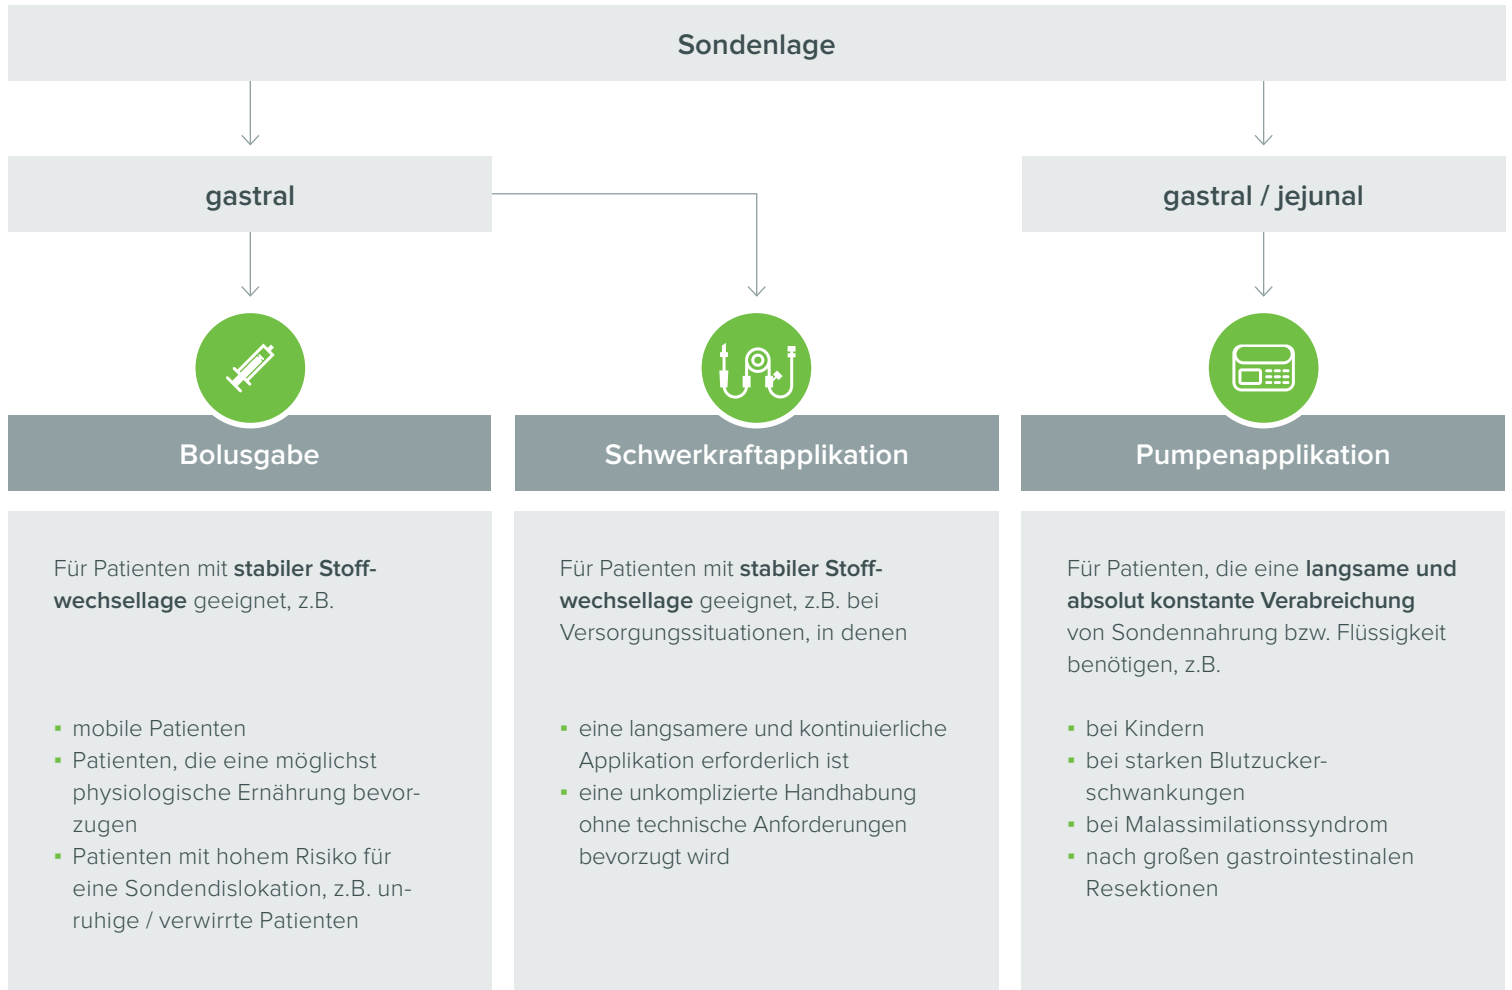 Sondenlage
gastral
gastral / jejunal
Bolusgabe
Schwerkraftapplikation
Pumpenapplikation
Für Patienten mit stabiler Stoff-
wechsellage geeignet, z.B.
▪ mobile Patienten
▪ Patienten, die eine möglichst
physiologische Ernährung bevor-
zugen
▪ Patienten mit hohem Risiko für
eine Sondendislokation, z.B. un-
ruhige / verwirrte Patienten
Für Patienten mit stabiler Stoff-
wechsellage geeignet, z.B. bei
Versorgungssituationen, in denen
▪ eine langsamere und kontinuierliche
Applikation erforderlich ist
▪ eine unkomplizierte Handhabung
ohne technische Anforderungen
bevorzugt wird
Für Patienten, die eine langsame und
absolut konstante Verabreichung
von Sondennahrung bzw. Flüssigkeit
benötigen, z.B.
▪ bei Kindern
▪ bei starken Blutzucker-
schwankungen
▪ bei Malassimilationssyndrom
▪ nach großen gastrointestinalen
Resektionen